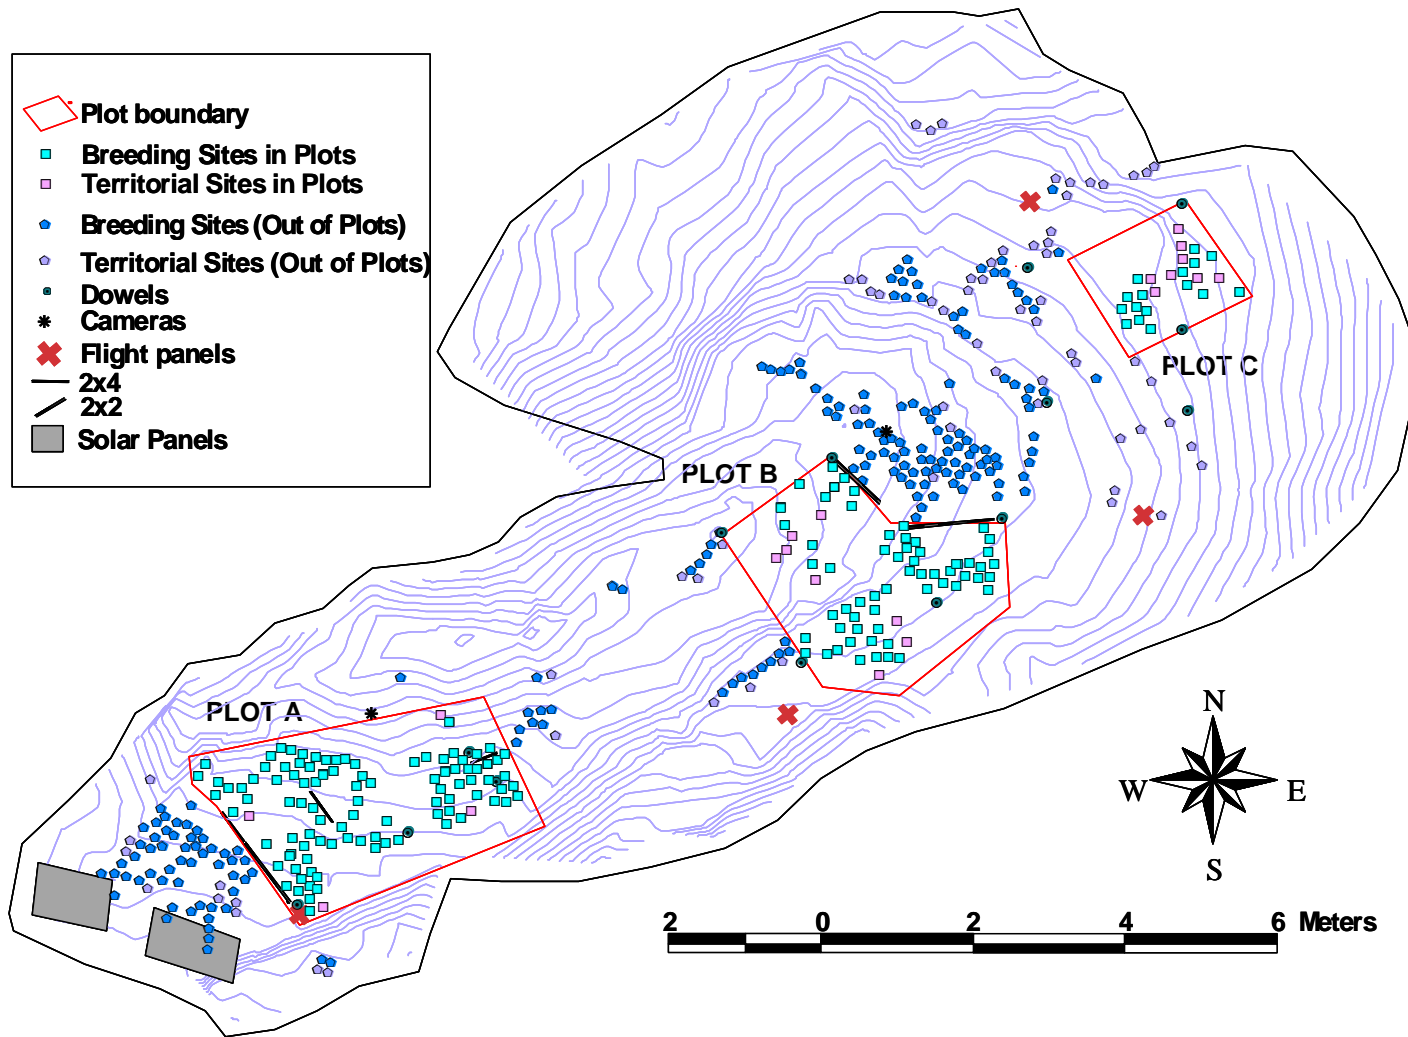 Plot boundary
Breeding Sites in Plots
Territorial Sites in Plots
Breeding Sites (Out of Plots)
Territorial Sites (Out of Plots)
Dowels
Cameras
Flight panels
2x4
2x2
Solar Panels
PLOT C
PLOT B
PLOT A
N
W E
S
2 0 2 4 6 Meters